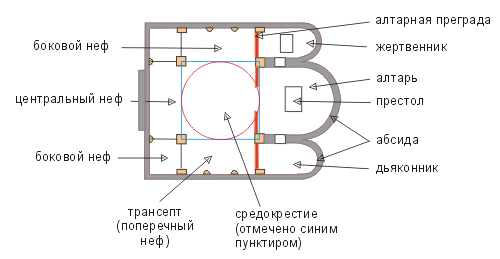 алтарная преграда
боковой неф
жертвенник
алтарь
центральный неф
престол
абсида
боковой неф
дьяконник
трансепт
(поперечный
неф)
средокрестие
(отмечено синим
пунктиром)